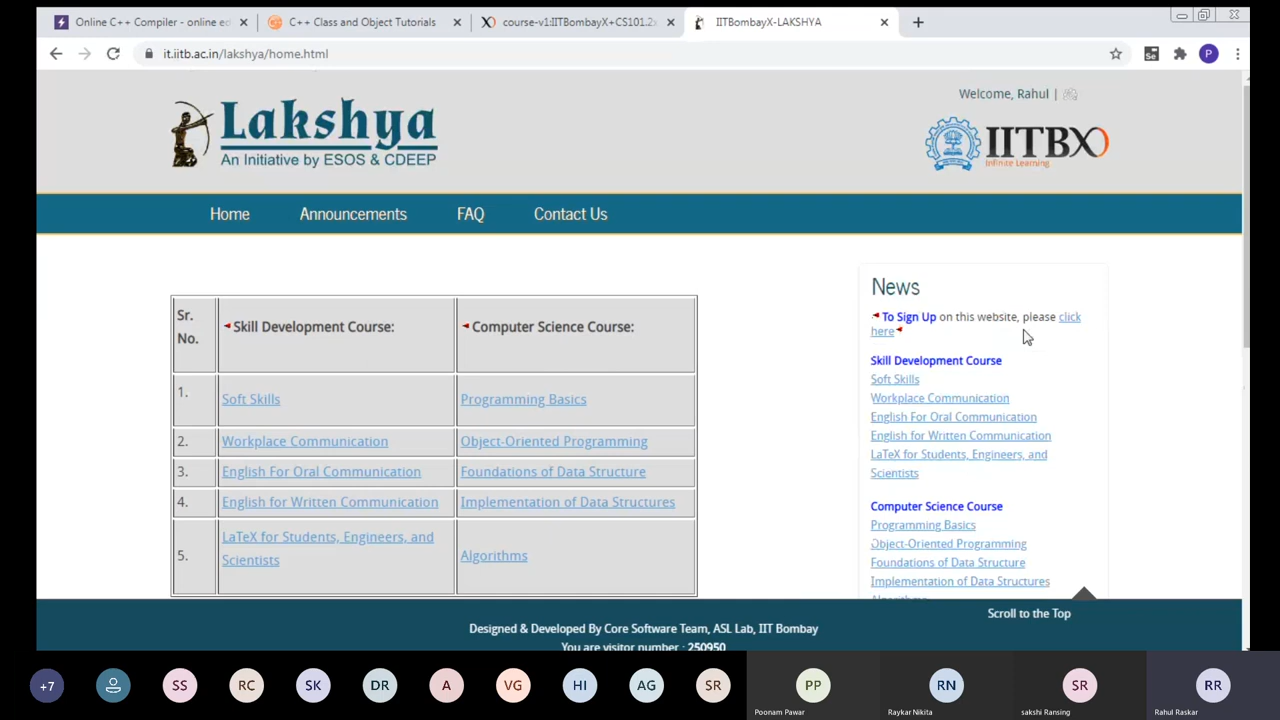 Online C++ Compiler - online ed
C++ Class and Object Tutorials
course-v1:IITBombayX+CS101.2x
IITBombayX-LAKSHYA
it.iitb.ac.in/lakshya/home.html
Se
P
Lakshya
An Initiative by ESOS & CDEEP
Welcome, Rahul |
IITBX
Infinite Learning
Home
Announcements
FAQ
Contact Us
Sr. No.
Skill Development Course:
Computer Science Course:
1.
Soft Skills
Programming Basics
2.
Workplace Communication
Object-Oriented Programming
3.
English For Oral Communication
Foundations of Data Structure
4.
English for Written Communication
Implementation of Data Structures
5.
LaTeX for Students, Engineers, and
Scientists
Algorithms
News
To Sign Up on this website, please click
here
Skill Development Course
Soft Skills
Workplace Communication
English For Oral Communication
English for Written Communication
LaTeX for Students, Engineers, and
Scientists
Computer Science Course
Programming Basics
Object-Oriented Programming
Foundations of Data Structure
Implementation of Data Structures
Algorithms
Scroll to the Top
Designed & Developed By Core Software Team, ASL Lab, IIT Bombay
You are visitor number : 250950
+7
SS
RC
SK
DR
A
VG
HI
AG
SR
PP
Poonam Pawar
RN
Raykar Nikita
SR
sakshi Ransing
RR
Rahul Raskar